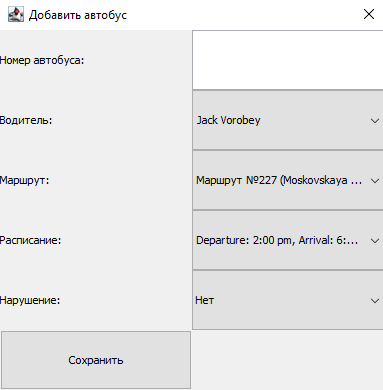 Добавить автобус
Номер автобуса:
Водитель:
Jack Vorobey
Маршрут:
Маршрут №227 (Moskovskaya ...
Расписание:
Departure: 2:00 pm, Arrival: 6:...
Нарушение:
Нет
Сохранить